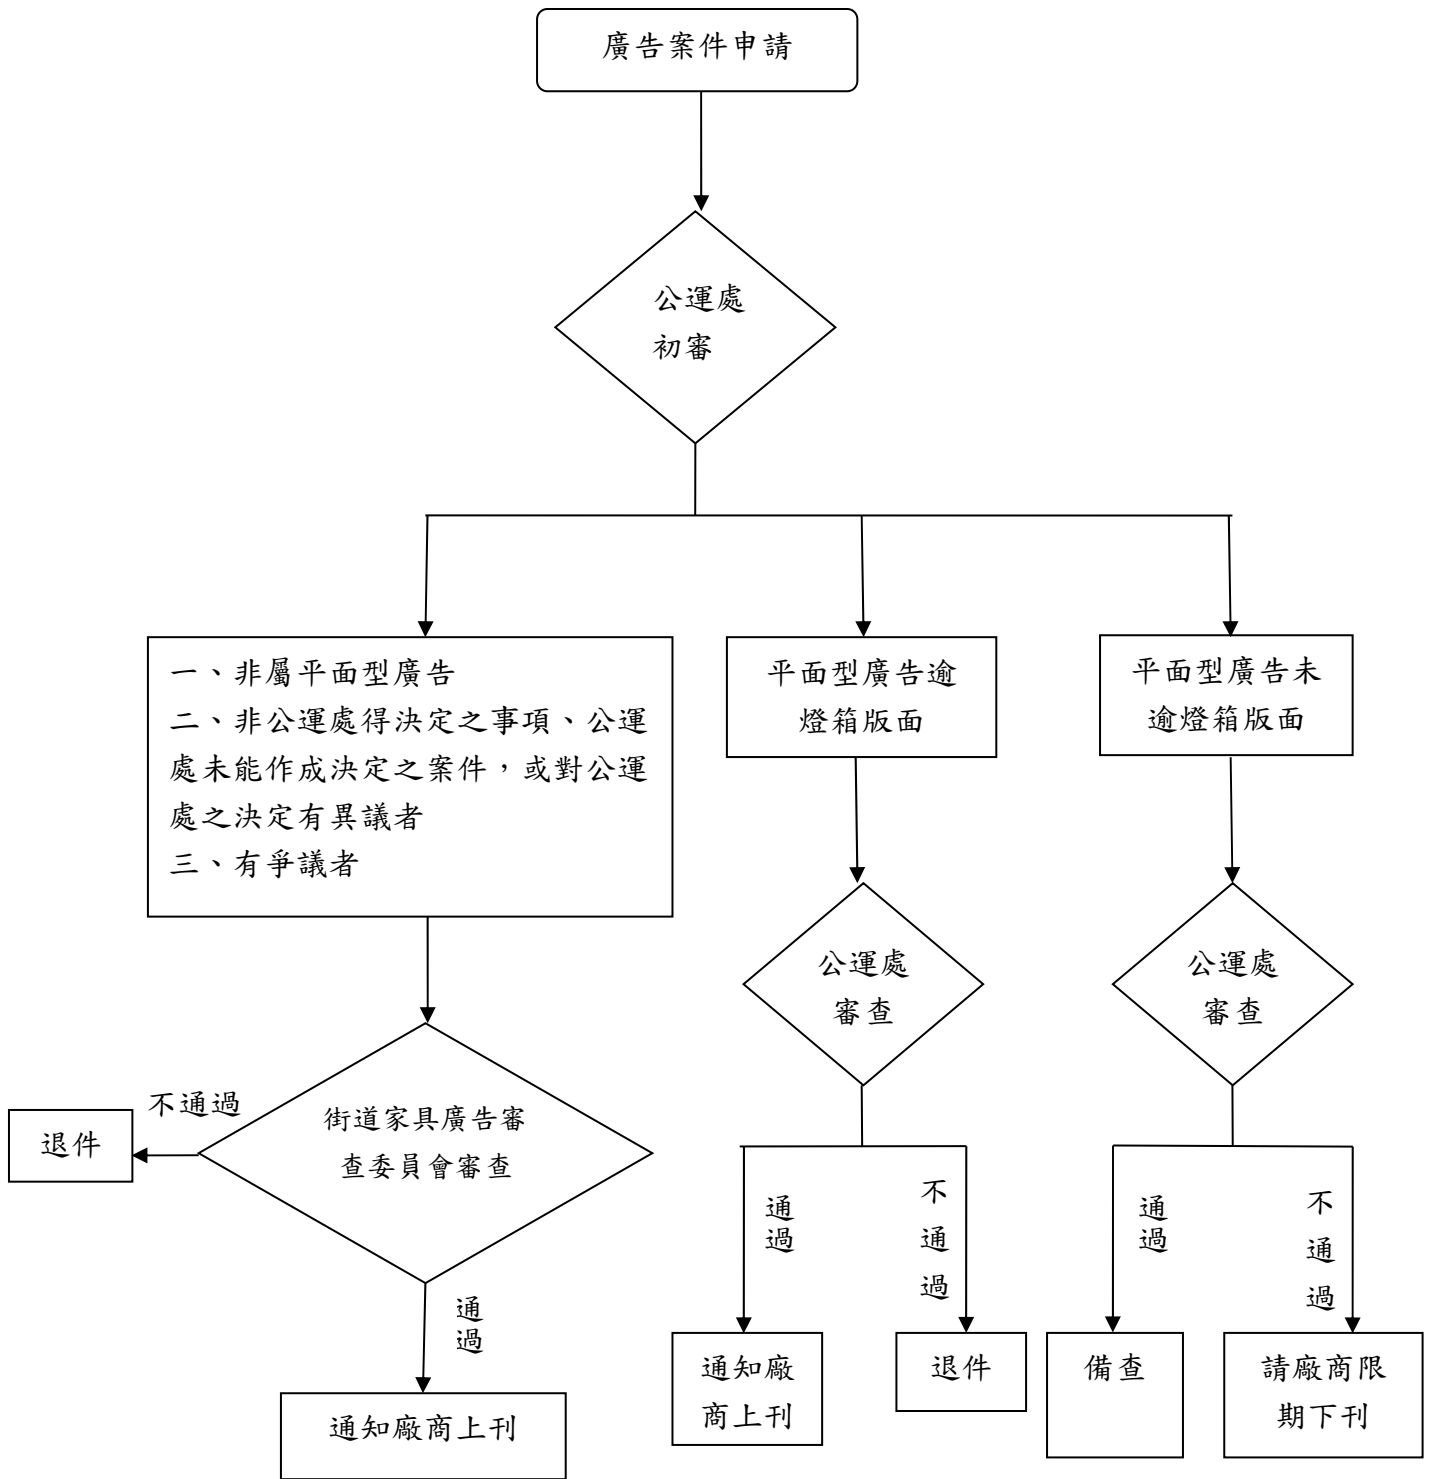 廣告案件申請
公運處
初審
一、非屬平面型廣告
二、非公運處得決定之事項、公運
處未能作成決定之案件，或對公運
處之決定有異議者
三、有爭議者
平面型廣告逾
燈箱版面
平面型廣告未
逾燈箱版面
公運處
審查
公運處
審查
街道家具廣告審
查委員會審查
不通過
退件
通過
通知廠商上刊
通過
不通過
通知廠
商上刊
退件
通過
不通過
備查
請廠商限
期下刊